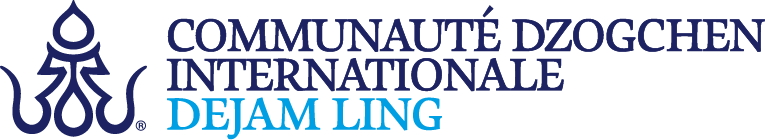 COMMUNAUTÉ DZOGCHEN
INTERNATIONALE
DEJAM LING
®